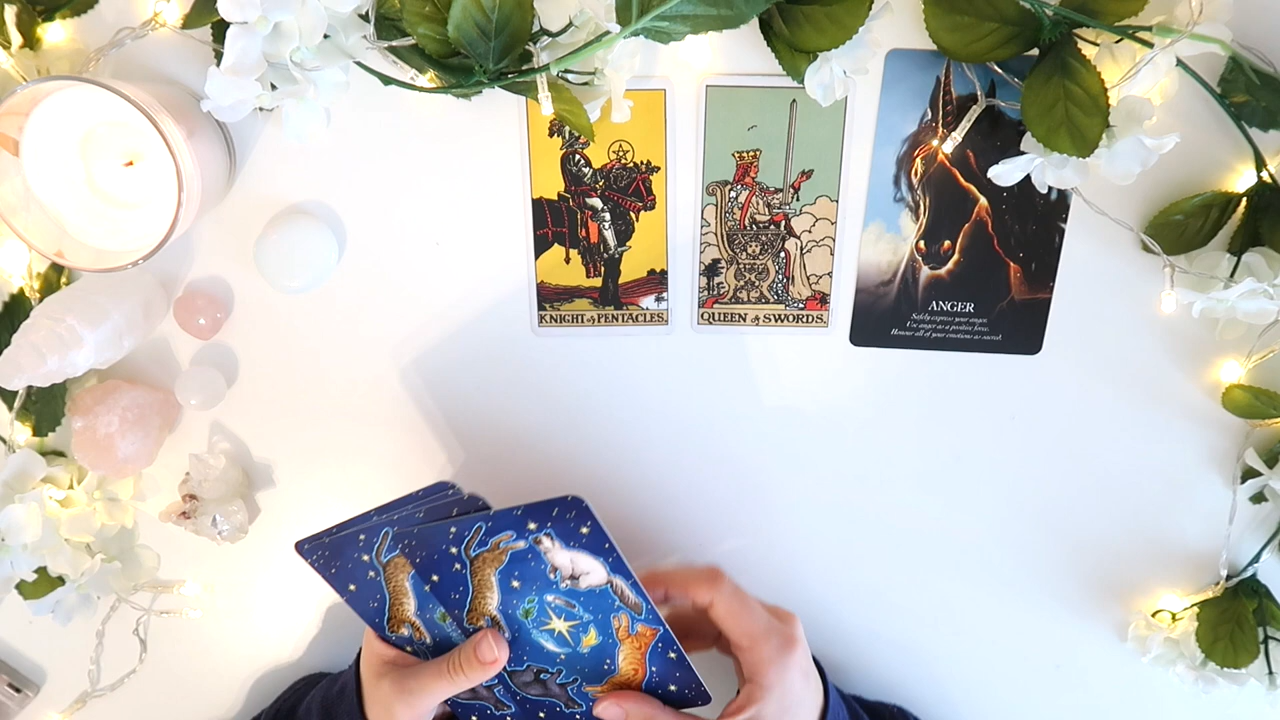 KNIGHT of PENTACLES.
QUEEN of SWORDS.
ANGER
Safely express your anger.
Use anger as a positive force.
Honour all of your emotions as sacred.